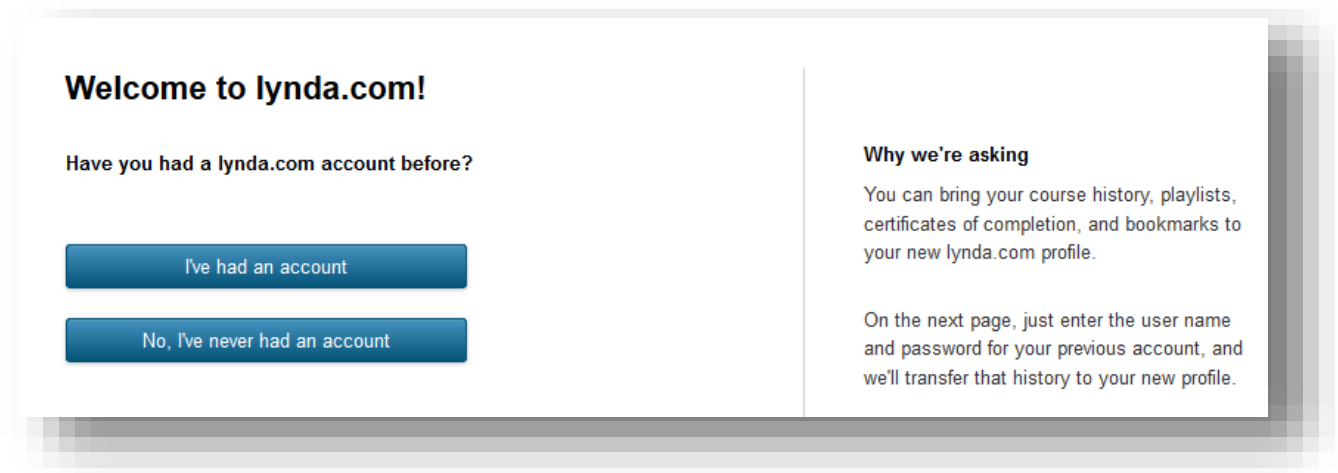 Welcome to lynda.com!
Have you had a lynda.com account before?
I've had an account
No, I've never had an account
Why we're asking
You can bring your course history, playlists,
certificates of completion, and bookmarks to
your new lynda.com profile.
On the next page, just enter the user name
and password for your previous account, and
we'll transfer that history to your new profile.